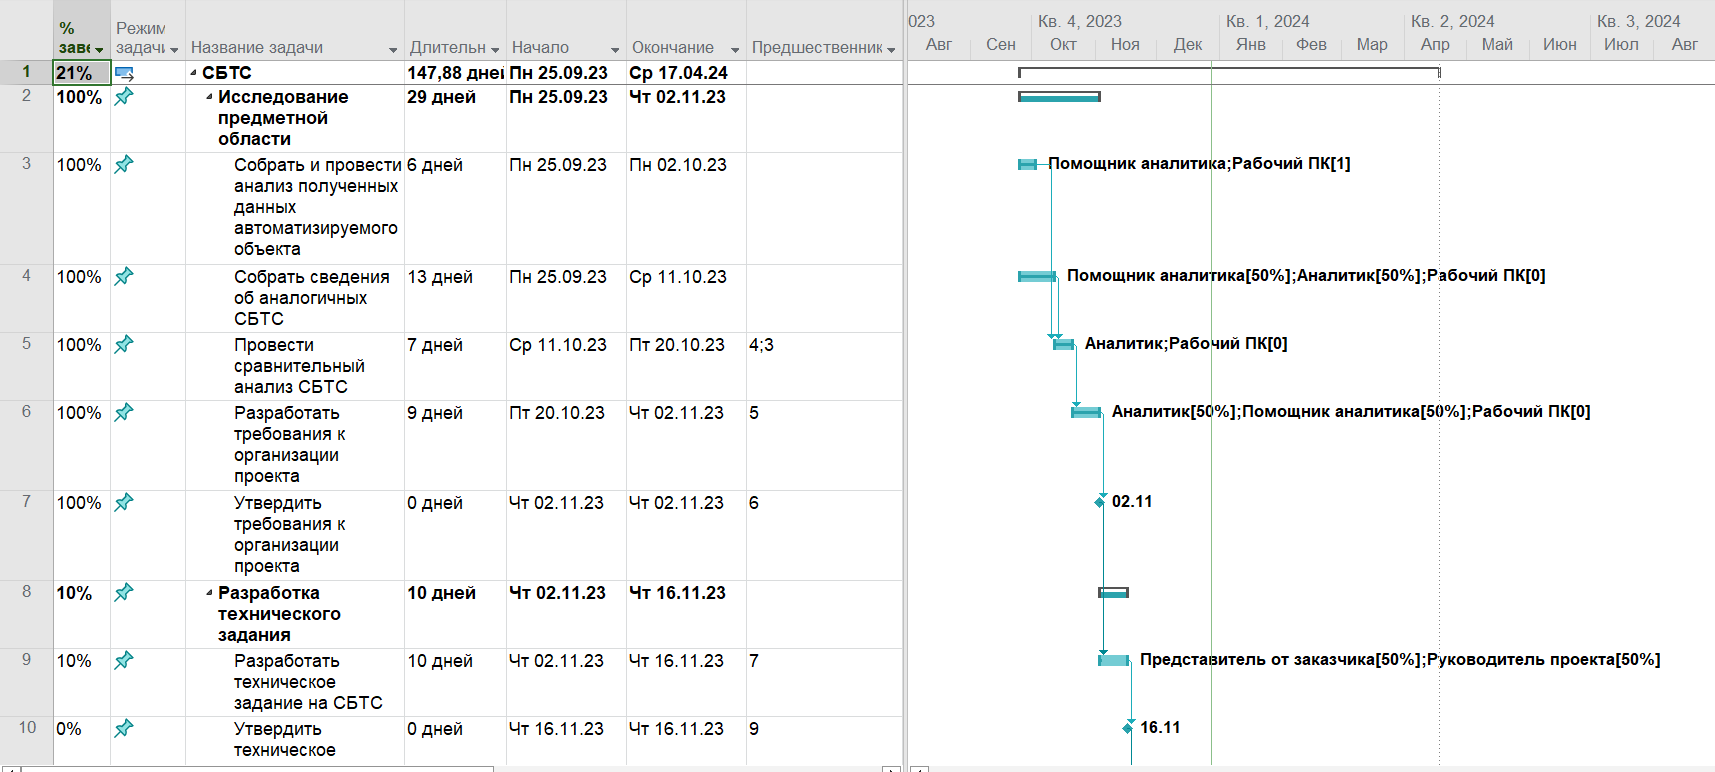 % заве
Режим задачи
Название задачи
Длительн
Начало
Окончание
Предшественник
023
Кв. 4, 2023
Кв. 1, 2024
Кв. 2, 2024
Кв. 3, 2024
Авг
Сен
Окт
Ноя
Дек
Янв
Фев
Мар
Апр
Май
Июн
Июл
Авг
1 21% СБТС 147,88 дней Пн 25.09.23 Ср 17.04.24
2 100% Исследование 29 дней Пн 25.09.23 Чт 02.11.23
предметной
области
3 100% Собрать и провести 6 дней Пн 25.09.23 Пн 02.10.23 Помощник аналитика;Рабочий ПК[1]
анализ полученных
данных
автоматизируемого
объекта
4 100% Собрать сведения 13 дней Пн 25.09.23 Ср 11.10.23 Помощник аналитика[50%];Аналитик[50%];Рабочий ПК[0]
об аналогичных
СБТС
5 100% Провести 7 дней Ср 11.10.23 Пт 20.10.23 4;3 Аналитик;Рабочий ПК[0]
сравнительный
анализ СБТС
6 100% Разработать 9 дней Пт 20.10.23 Чт 02.11.23 5 Аналитик[50%];Помощник аналитика[50%];Рабочий ПК[0]
требования к
организации
проекта
7 100% Утвердить 0 дней Чт 02.11.23 Чт 02.11.23 6 02.11
требования к
организации
проекта
8 10% Разработка 10 дней Чт 02.11.23 Чт 16.11.23
технического
задания
9 10% Разработать 10 дней Чт 02.11.23 Чт 16.11.23 7 Представитель от заказчика[50%];Руководитель проекта[50%]
техническое
задание на СБТС
10 0% Утвердить 0 дней Чт 16.11.23 Чт 16.11.23 9 16.11
техническое